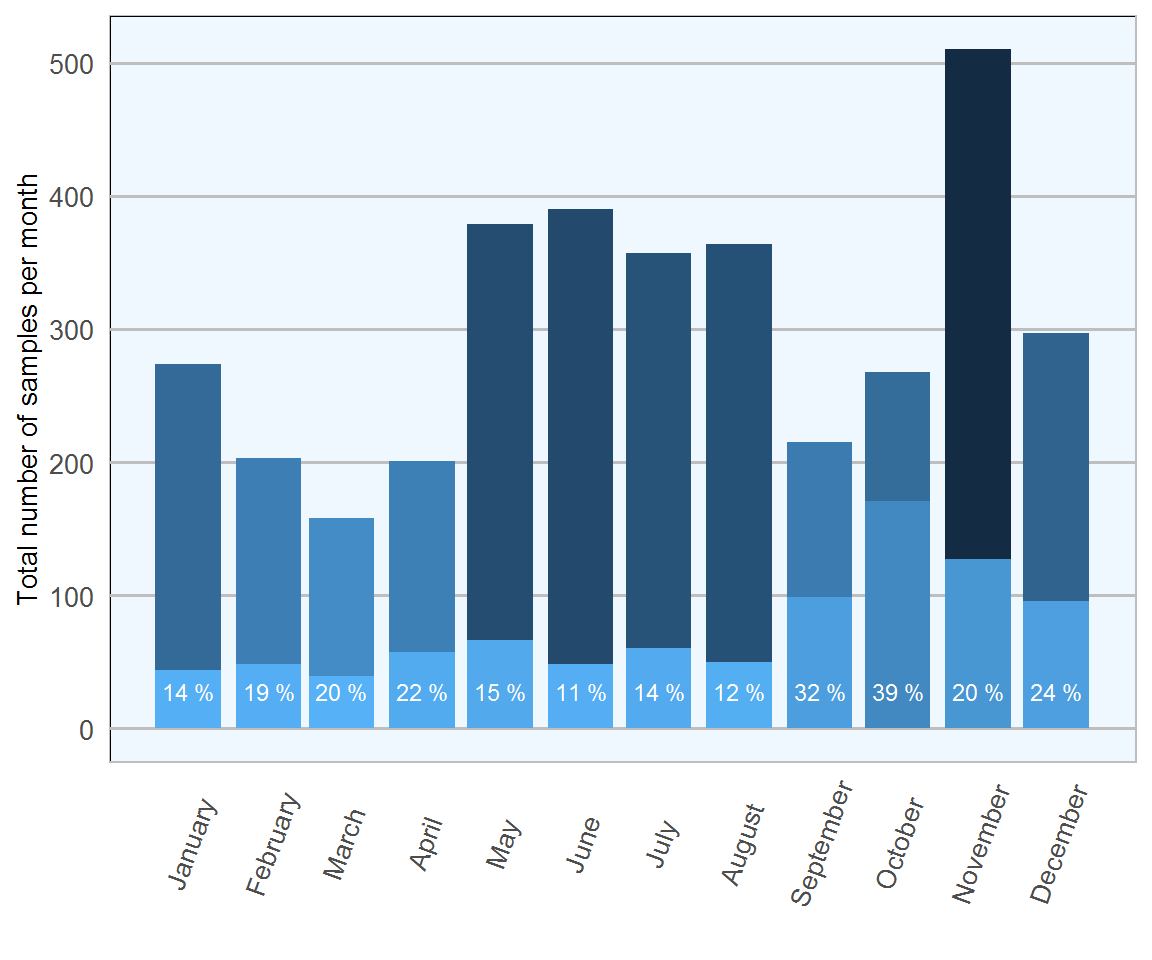 Total number of samples per month
500
400
300
200
100
0
14 %
19 %
20 %
22 %
15 %
11 %
14 %
12 %
32 %
39 %
20 %
24 %
January
February
March
April
May
June
July
August
September
October
November
December